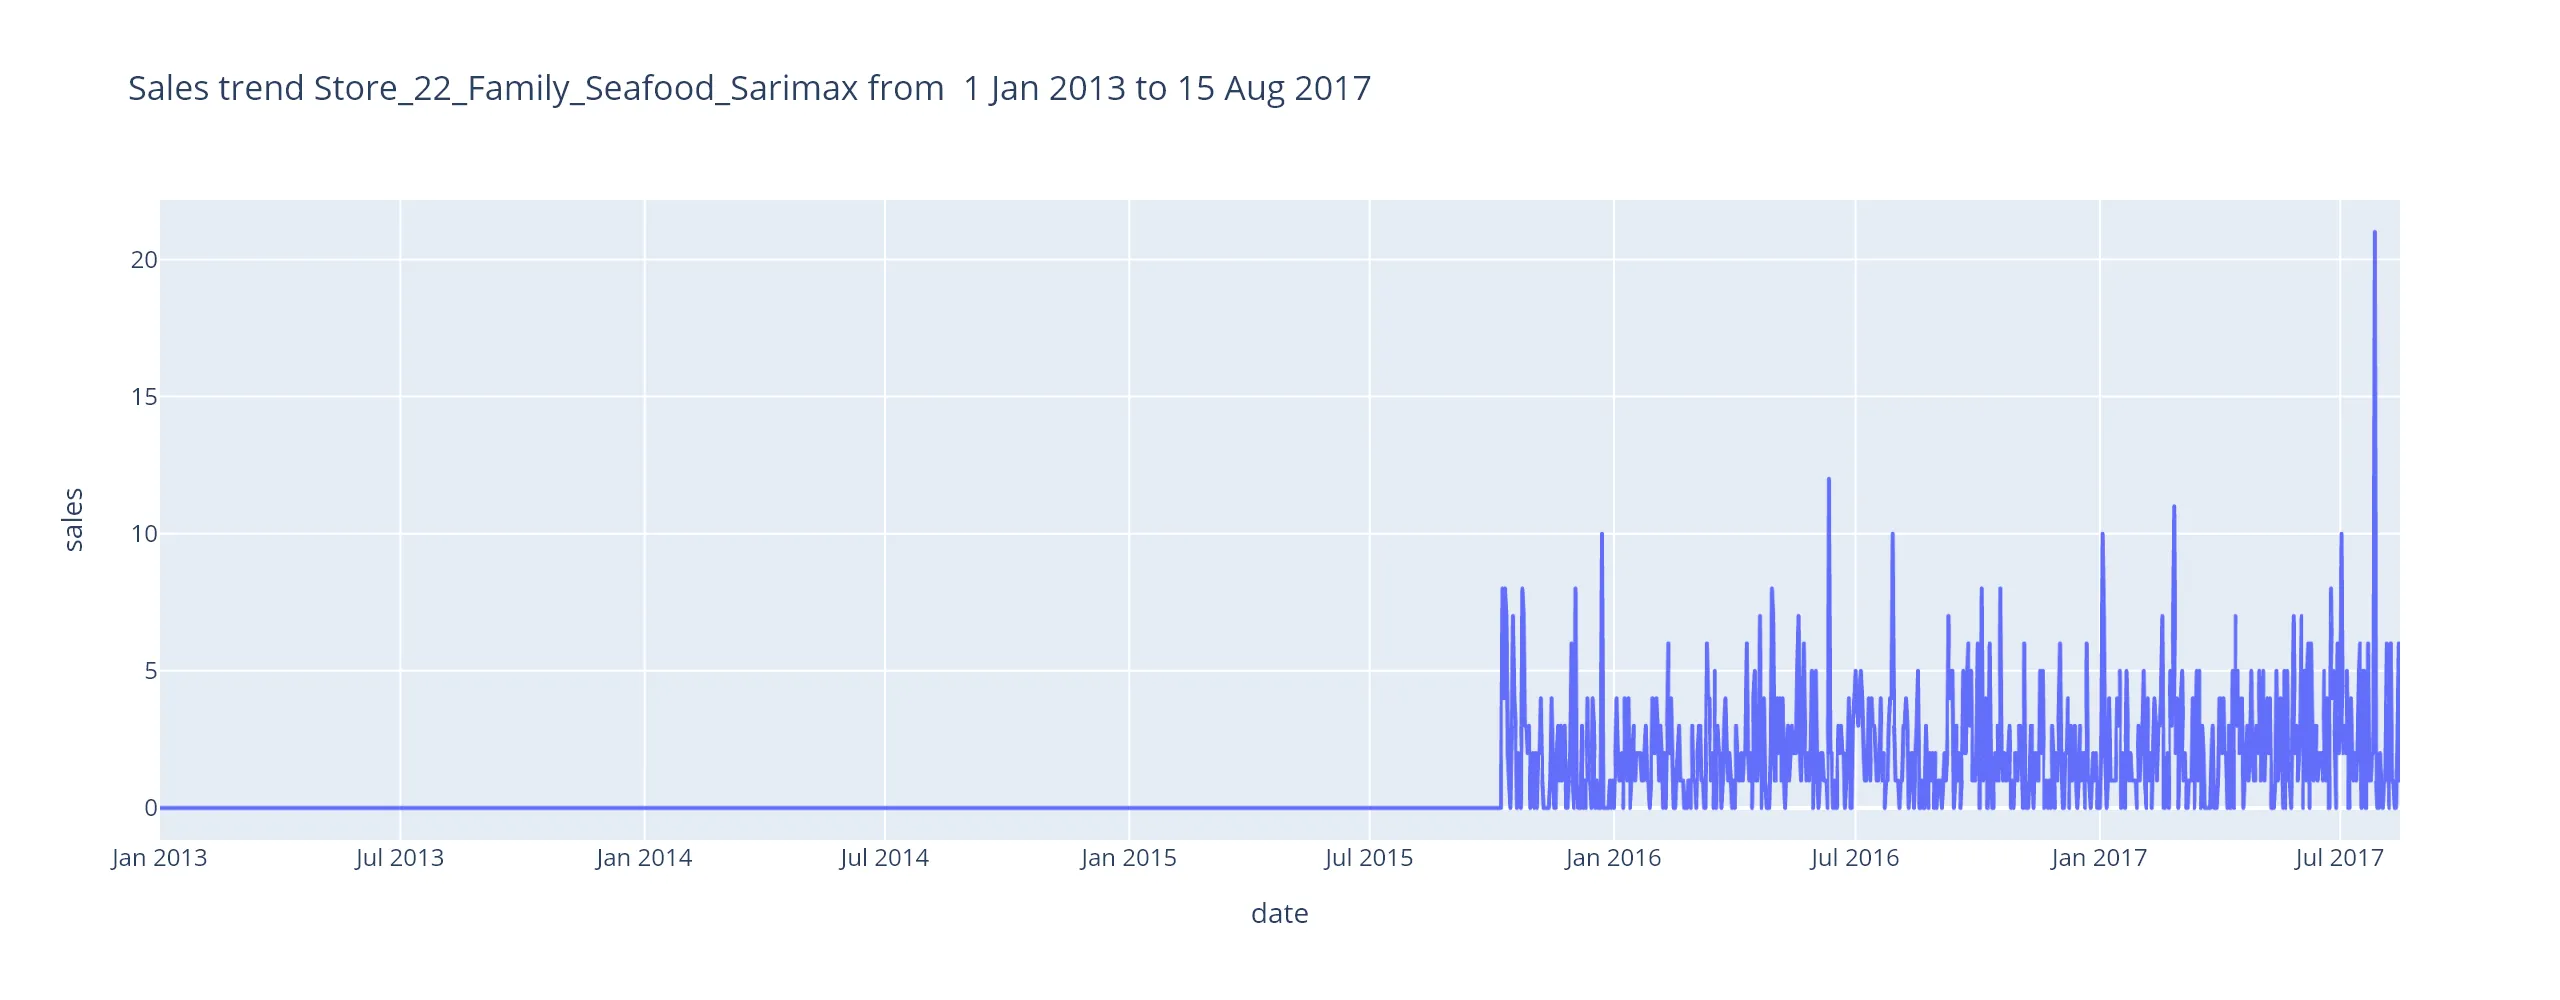 Sales trend Store_22_Family_Seafood_Sarimax from  1 Jan 2013 to 15 Aug 2017
20
15
10
5
0
sales
Jan 2013 Jul 2013 Jan 2014 Jul 2014 Jan 2015 Jul 2015 Jan 2016 Jul 2016 Jan 2017 Jul 2017
date